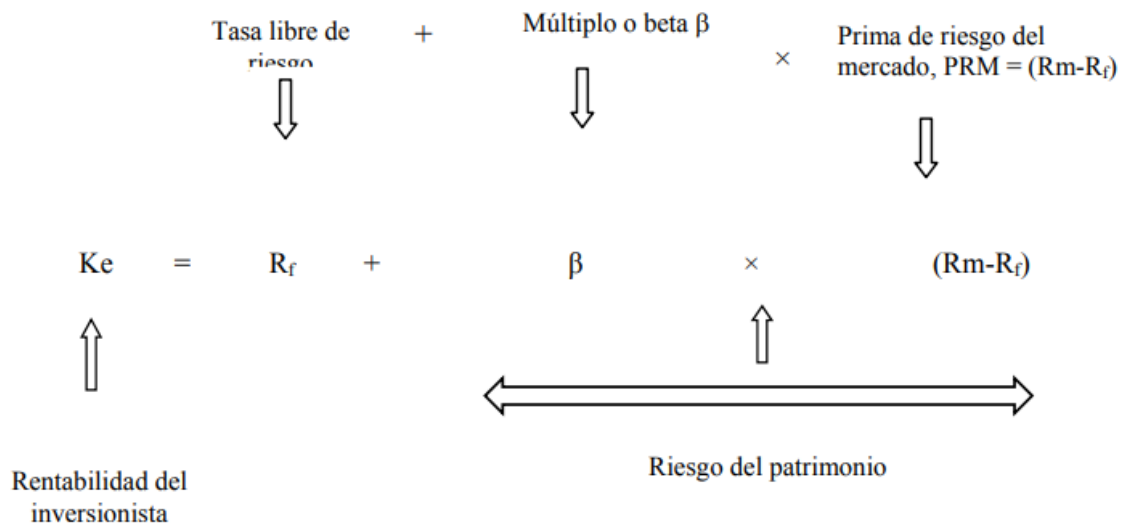 Tasa libre de + Múltiplo o beta β × Prima de riesgo del
riesgo mercado, PRM = (Rm-Rf)
Ke = Rf + β × (Rm-Rf)
Rentabilidad del
inversionista
Riesgo del patrimonio